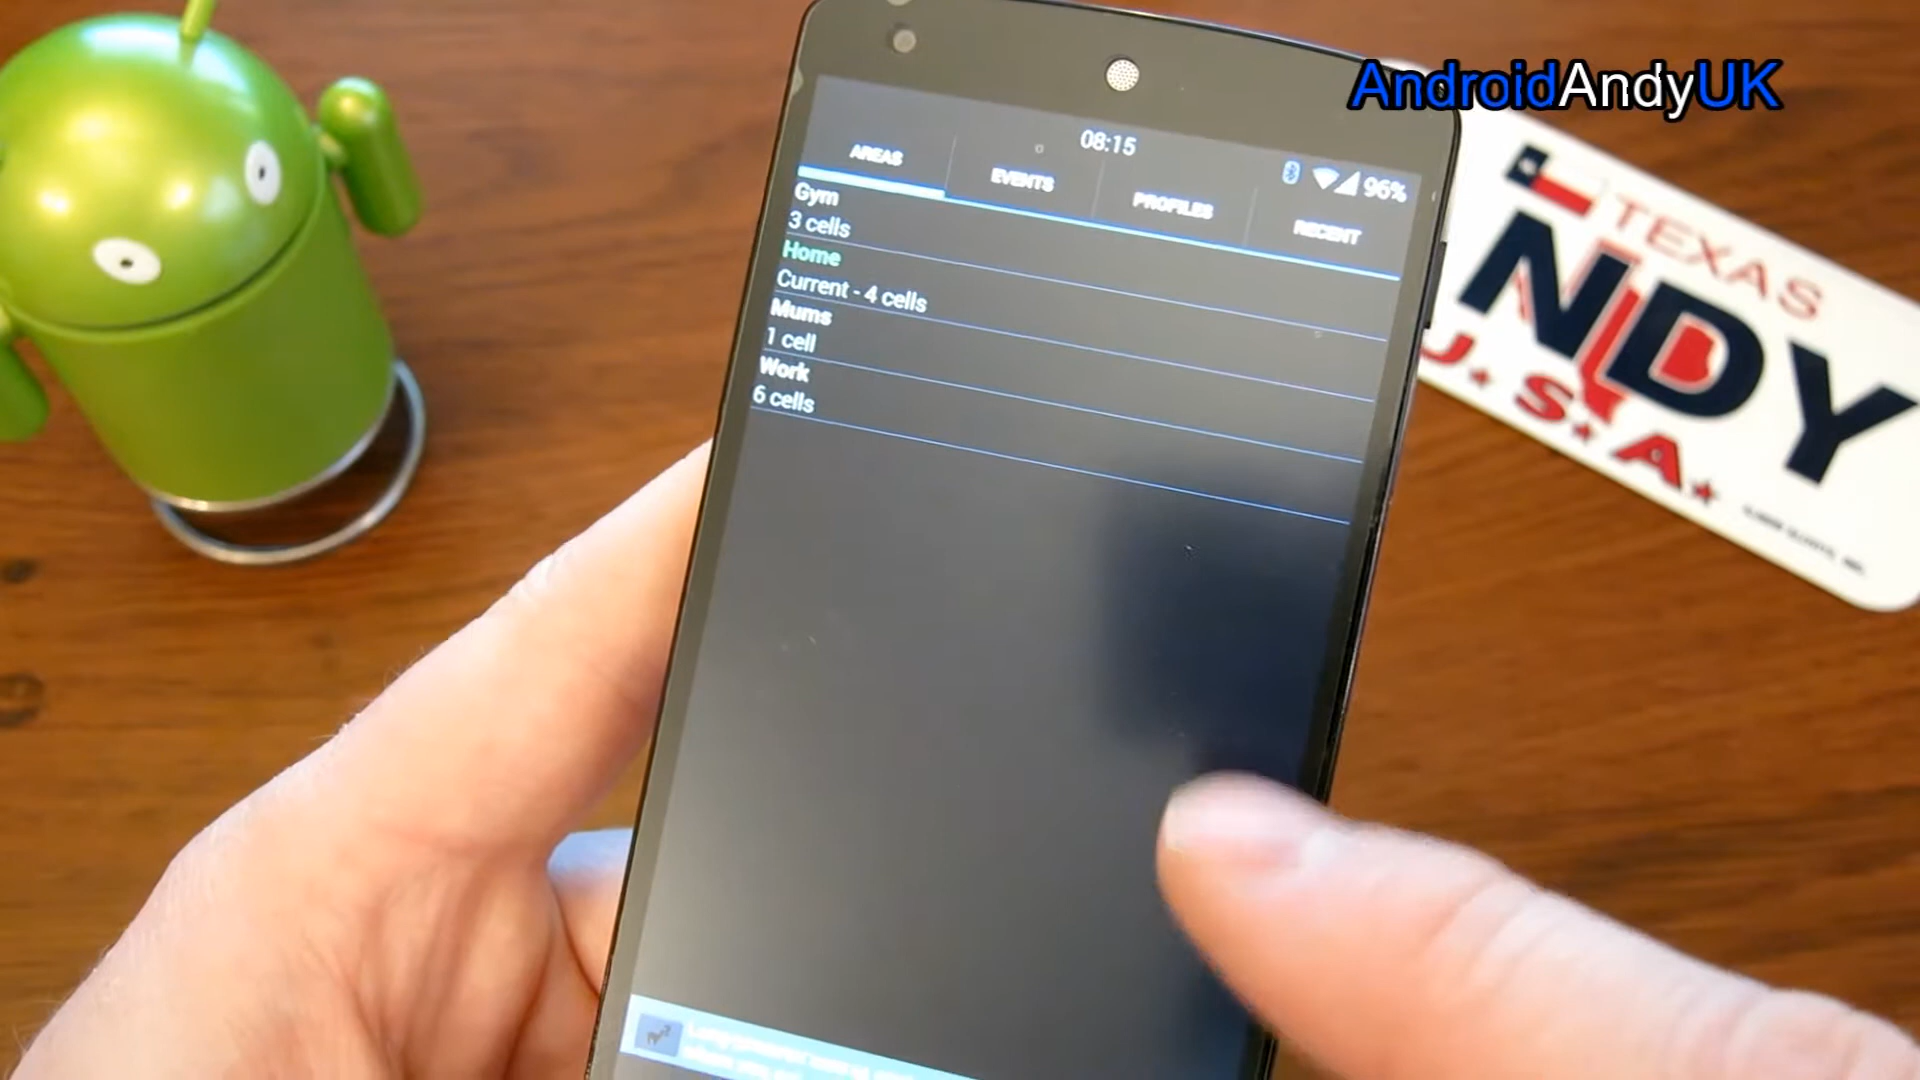 AndroidAndyUK
08:15
96%
AREAS
EVENTS
PROFILES
RECENT
Gym
3 cells
Home
Current - 4 cells
Mums
1 cell
Work
6 cells
TEXAS
NDY
U.S.A.